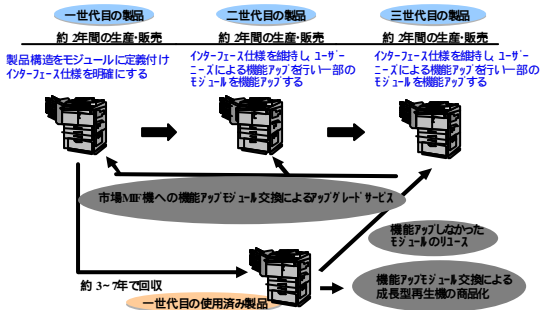 一世代目の製品
二世代目の製品
三世代目の製品
約2年間の生産・販売
約2年間の生産・販売
約2年間の生産・販売
製品構造をモジュールに定義付け
インターフェース仕様を明確にする
インターフェース仕様を維持し、ユーザー
ニーズによる機能アップを行い一部の
モジュールを機能アップする
インターフェース仕様を維持し、ユーザー
ニーズによる機能アップを行い一部の
モジュールを機能アップする
市場MIF機への機能アップモジュール交換によるアップグレードサービス
機能アップしなかった
モジュールのリユース
約3~7年で回収
一世代目の使用済み製品
機能アップモジュール交換による
成長型再生機の商品化